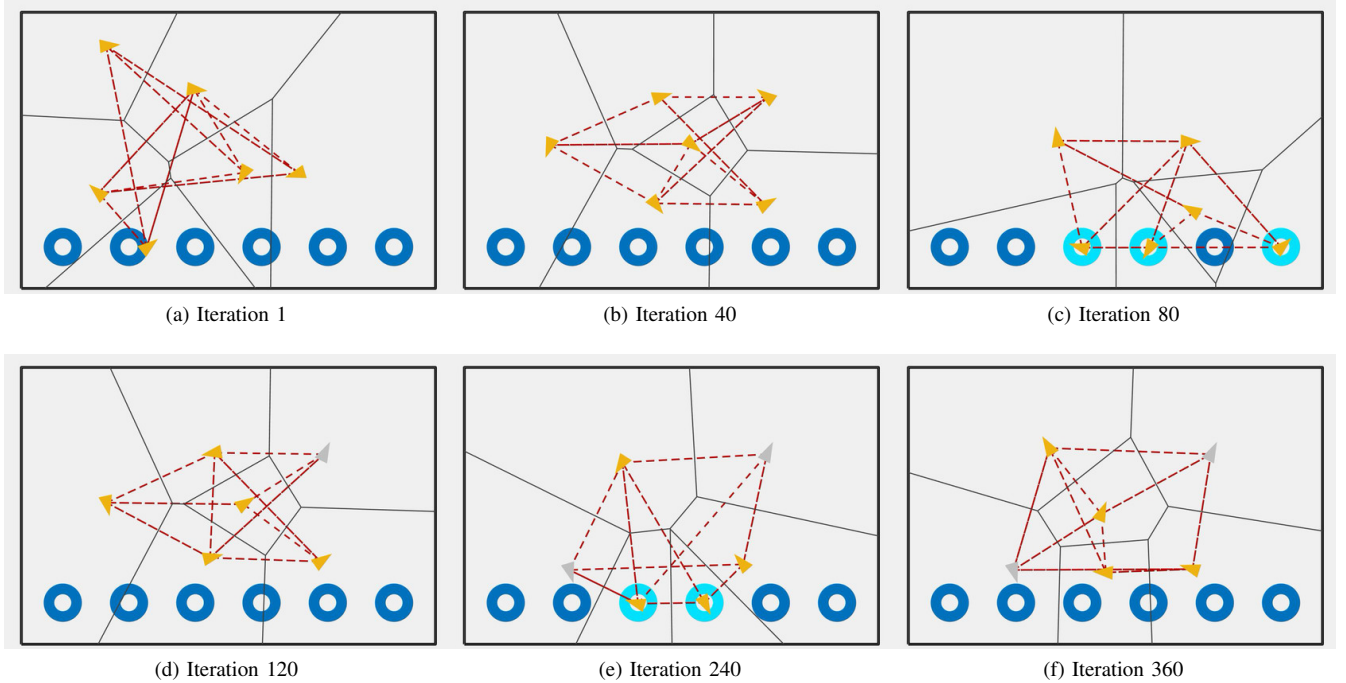 (a) Iteration 1
(b) Iteration 40
(c) Iteration 80
(d) Iteration 120
(e) Iteration 240
(f) Iteration 360